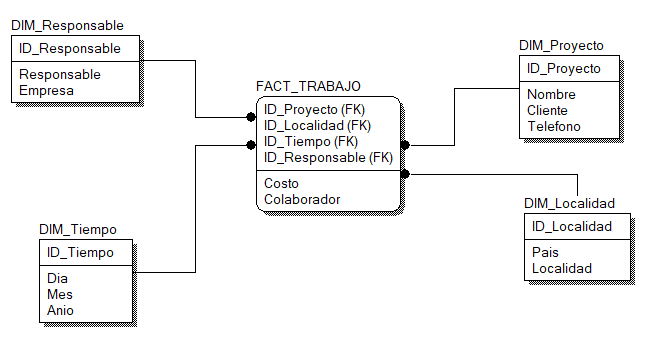 DIM_Responsable
ID_Responsable
Responsable
Empresa
FACT_TRABAJO
ID_Proyecto (FK)
ID_Localidad (FK)
ID_Tiempo (FK)
ID_Responsable (FK)
Costo
Colaborador
DIM_Proyecto
ID_Proyecto
Nombre
Cliente
Telefono
DIM_Tiempo
ID_Tiempo
Dia
Mes
Anio
DIM_Localidad
ID_Localidad
Pais
Localidad